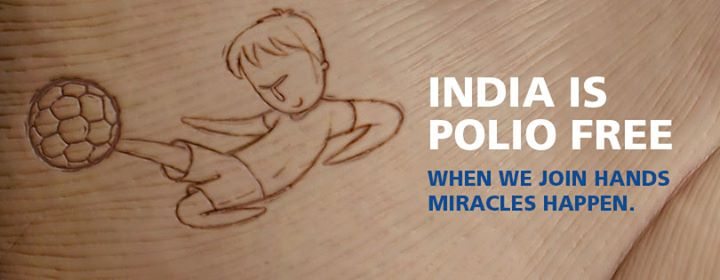 INDIA IS
POLIO FREE
WHEN WE JOIN HANDS
MIRACLES HAPPEN.